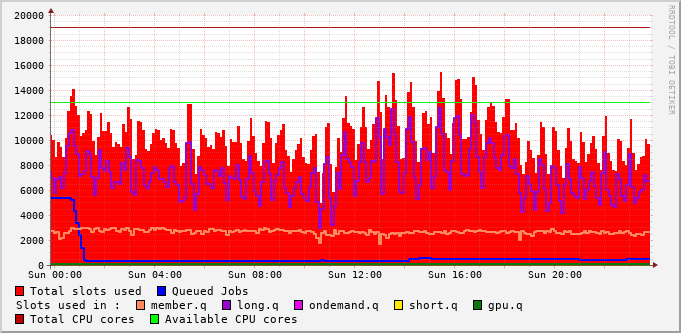 20000
18000
16000
14000
12000
10000
8000
6000
4000
2000
0
Sun 00:00 Sun 04:00 Sun 08:00 Sun 12:00 Sun 16:00 Sun 20:00
RRDTOOL / TOBI OETIKER
Total slots used Queued Jobs
Slots used in : member.q long.q ondemand.q short.q gpu.q
Total CPU cores Available CPU cores